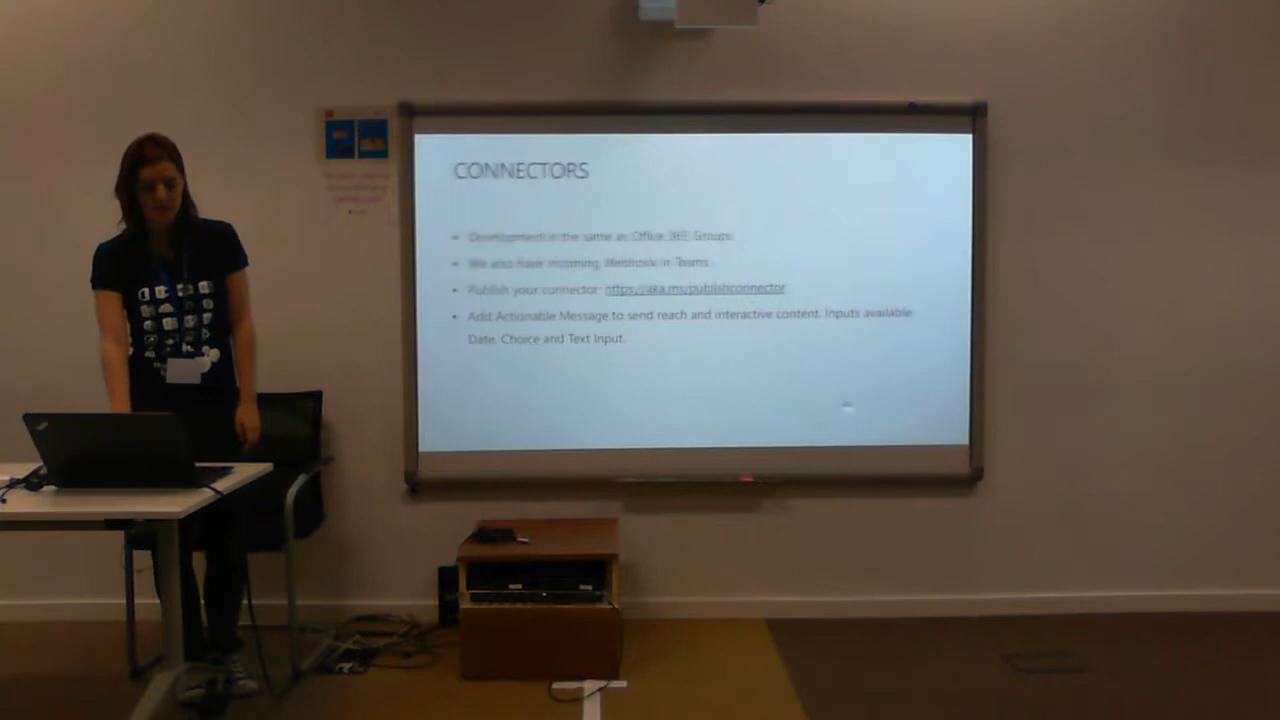 CONNECTORS
• Development is the same as Office 365 Groups.
• We also have Incoming Webhook in Teams.
• Publish your connector: https://aka.ms/publishconnector
• Add Actionable Message to send reach and interactive content. Inputs available:
Date, Choice and Text Input.